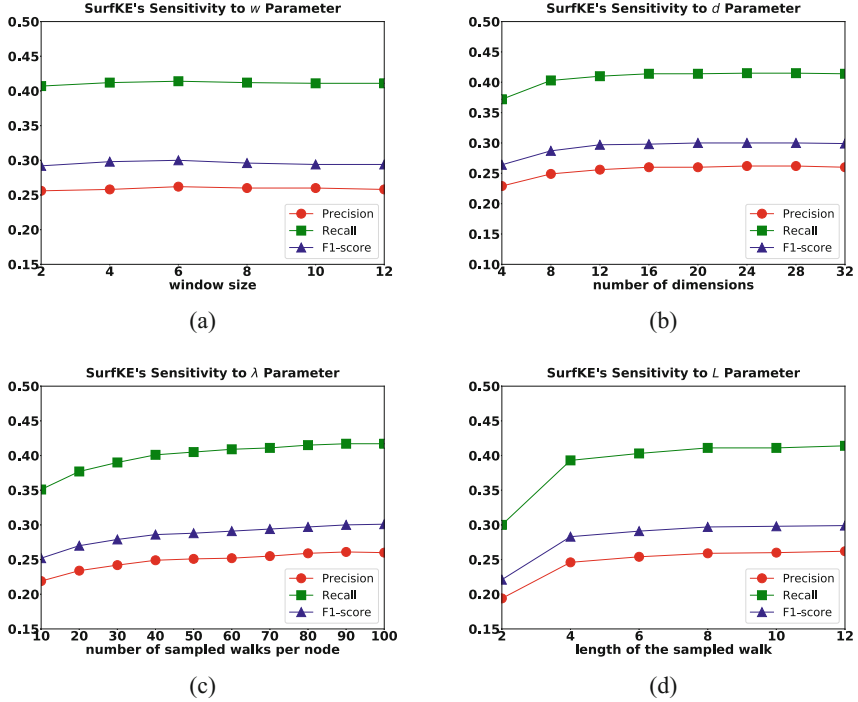 SurfKE's Sensitivity to w Parameter
0.50
0.45
0.40
0.35
0.30
0.25
0.20
0.15
2 4 6 8 10 12
window size
Precision
Recall
F1-score
(a)
SurfKE's Sensitivity to d Parameter
0.50
0.40
0.30
0.25
0.20
0.15
0.10
4 8 12 16 20 24 28 32
number of dimensions
Precision
Recall
F1-score
(b)
SurfKE's Sensitivity to λ Parameter
0.50
0.45
0.40
0.35
0.30
0.25
0.20
0.15
10 20 30 40 50 60 70 80 90 100
number of sampled walks per node
Precision
Recall
F1-score
(c)
SurfKE's Sensitivity to L Parameter
0.50
0.45
0.40
0.35
0.30
0.25
0.20
0.15
2 4 6 8 10 12
length of the sampled walk
Precision
Recall
F1-score
(d)